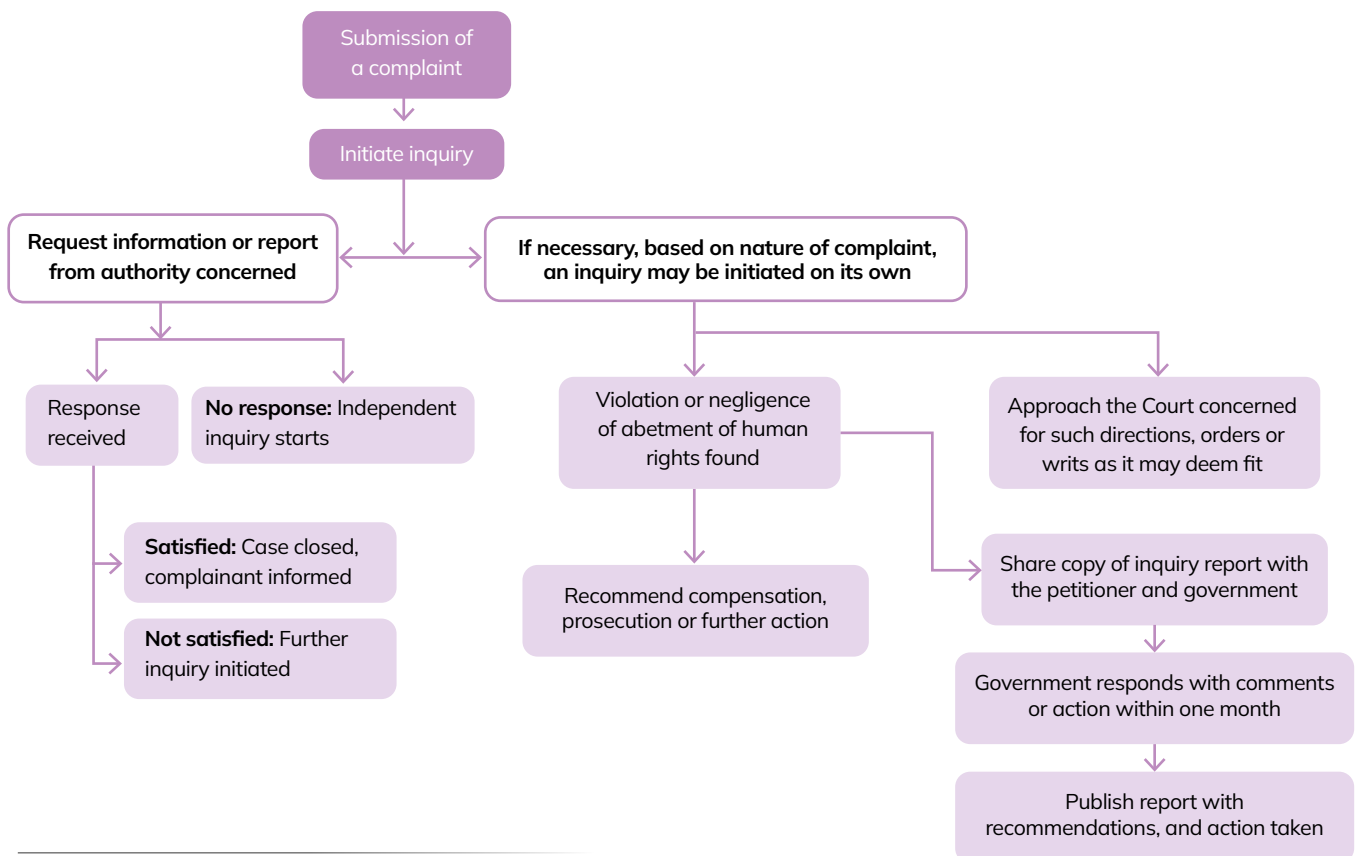 Submission of
a complaint
Initiate inquiry
Request information or report
from authority concerned
If necessary, based on nature of complaint,
an inquiry may be initiated on its own
Response
received
No response: Independent
inquiry starts
Satisfied: Case closed,
complainant informed
Not satisfied: Further
inquiry initiated
Violation or negligence
of abetment of human
rights found
Recommend compensation,
prosecution or further action
Approach the Court concerned
for such directions, orders or
writs as it may deem fit
Share copy of inquiry report with
the petitioner and government
Government responds with comments
or action within one month
Publish report with
recommendations, and action taken